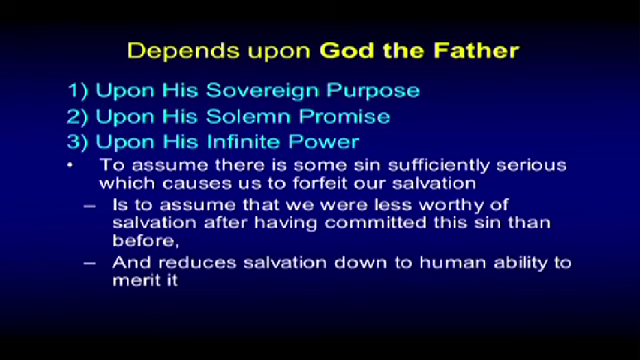 Depends upon God the Father
1) Upon His Sovereign Purpose
2) Upon His Solemn Promise
3) Upon His Infinite Power
• To assume there is some sin sufficiently serious
which causes us to forfeit our salvation
– Is to assume that we were less worthy of
salvation after having committed this sin than
before,
– And reduces salvation down to human ability to
merit it